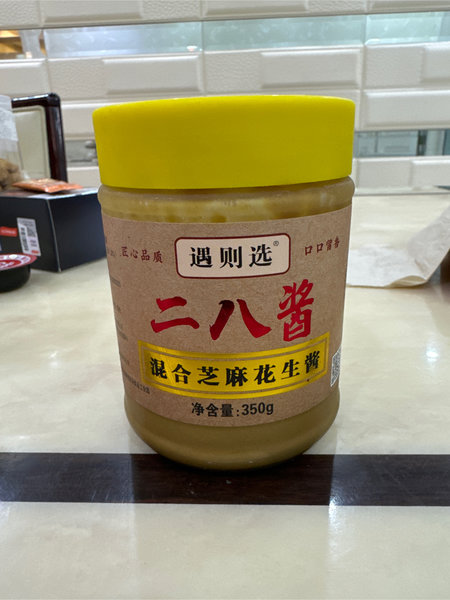 匠心品质
遇则选®
口口留香
二八酱
混合芝麻花生酱
净含量:350g